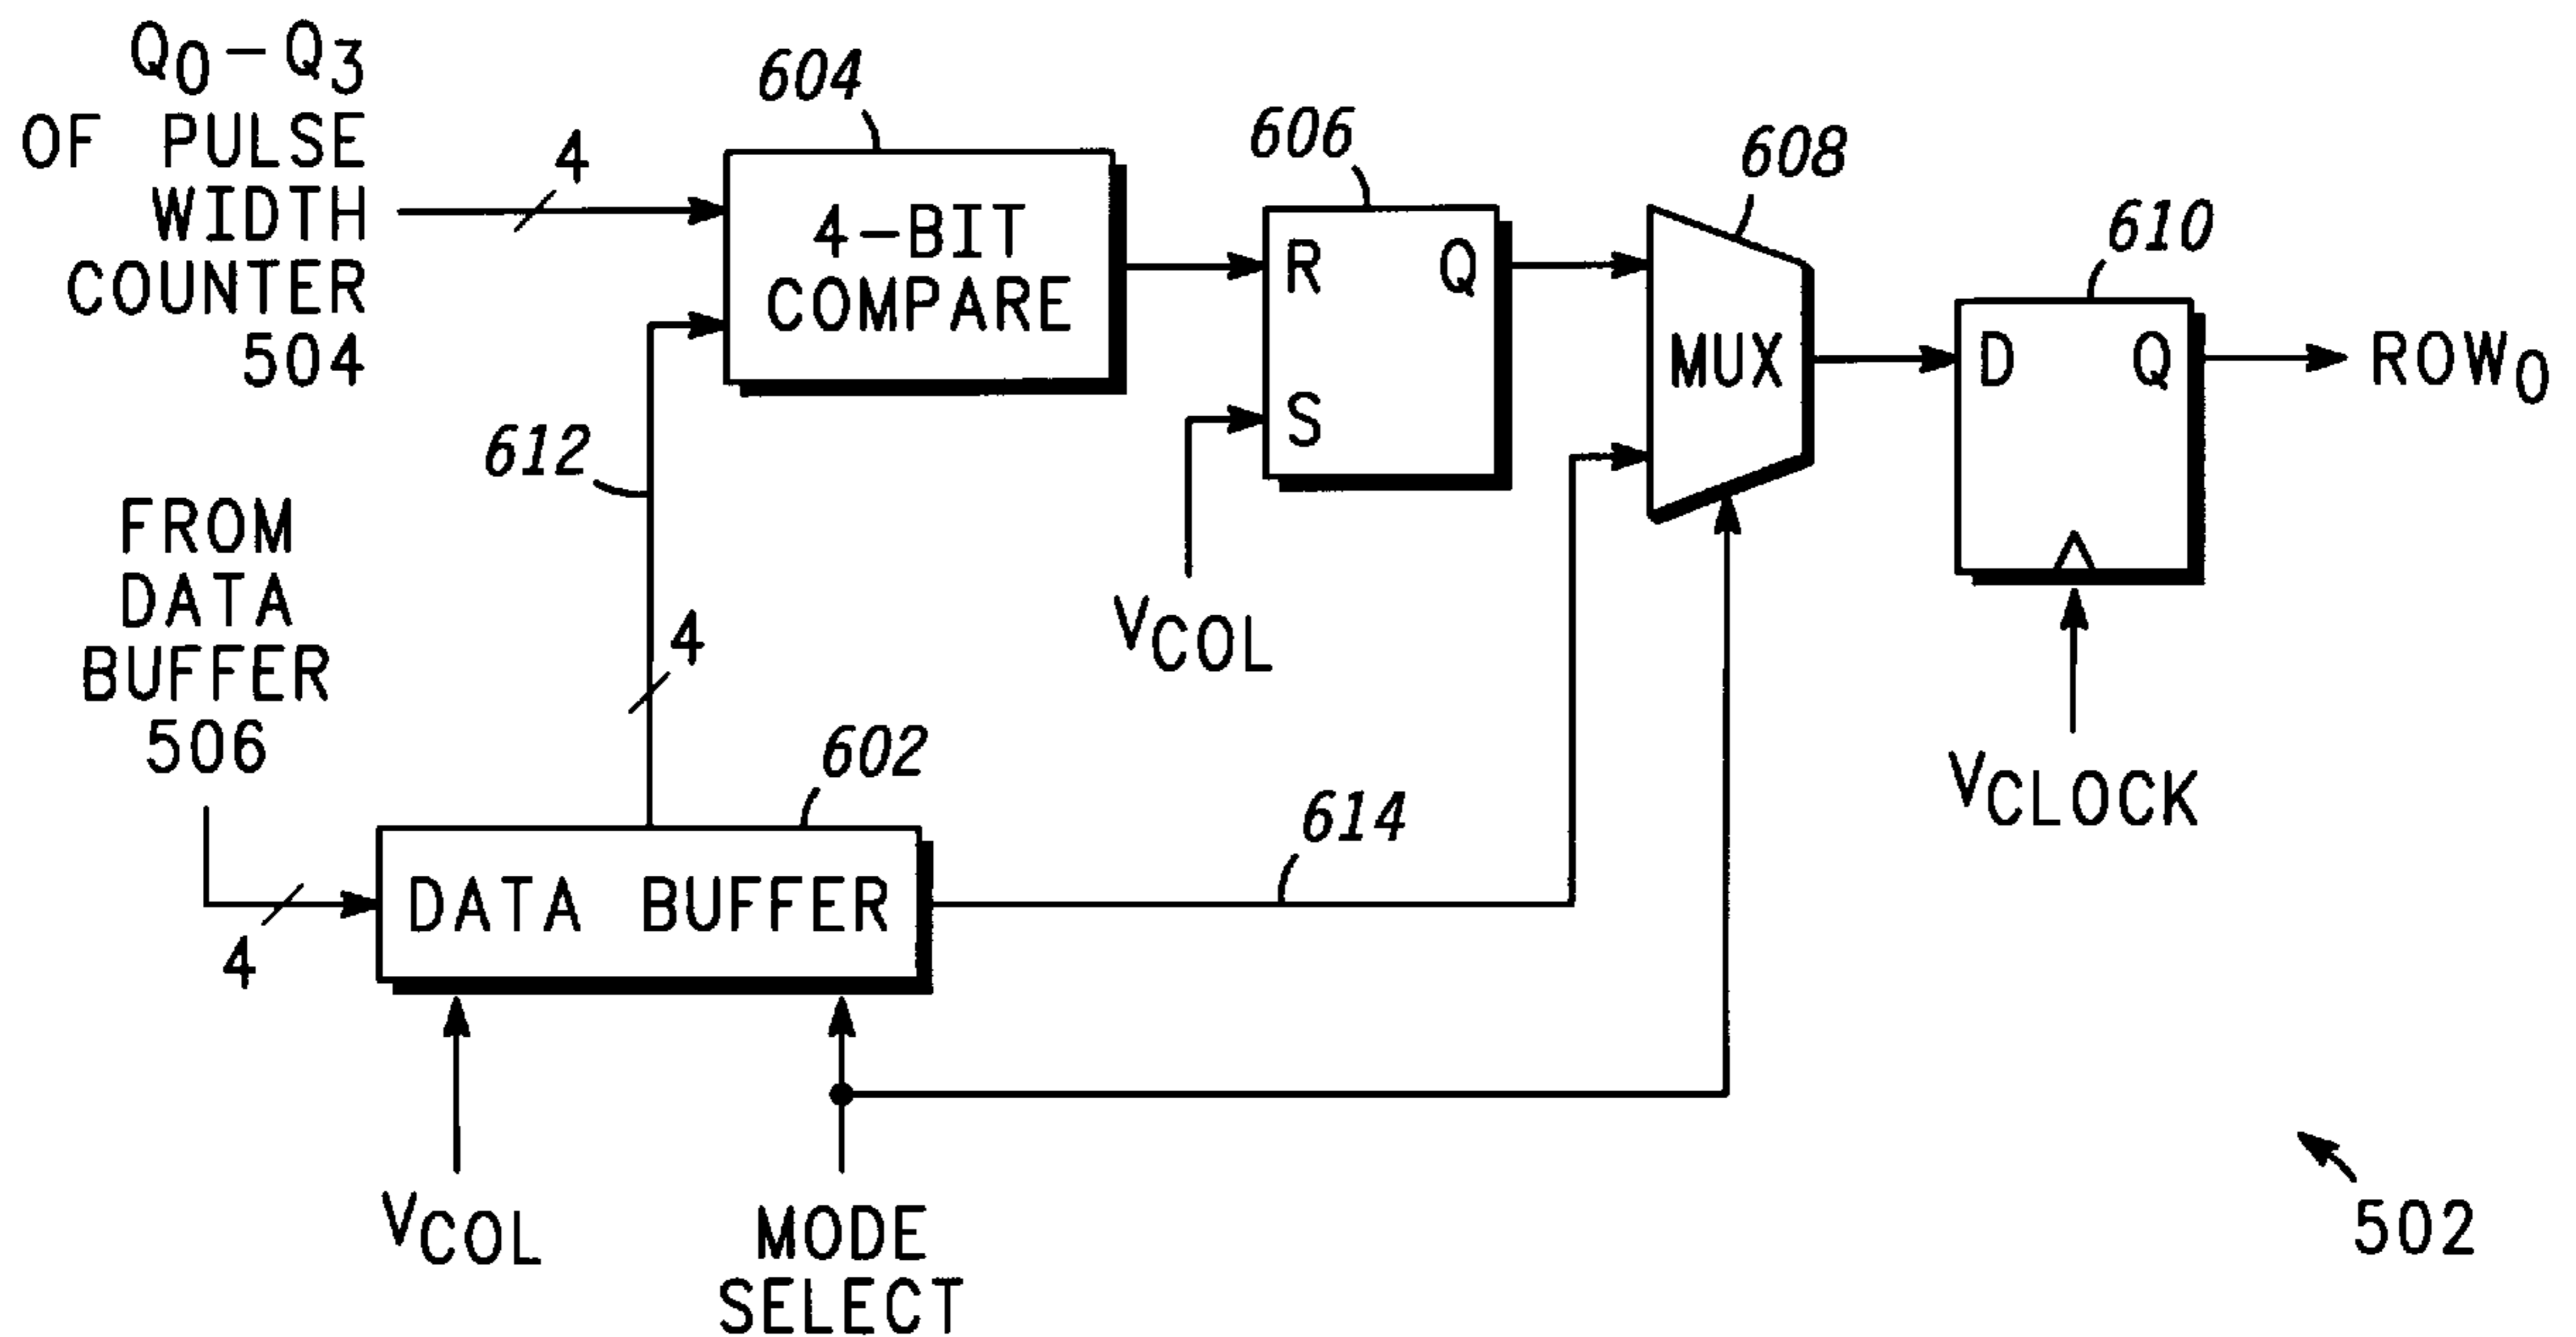 Q0-Q3
OF PULSE
WIDTH
COUNTER
504
4
604
4-BIT
COMPARE
606
R Q
S
VCOL
608
MUX
610
D Q
ROW0
VCLOCK
612
4
FROM
DATA
BUFFER
506
4
602
DATA BUFFER
614
VCOL
MODE
SELECT
502